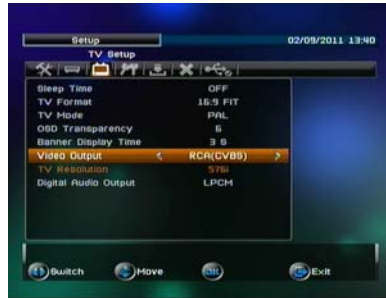 Setup
02/09/2011 13:40
TV Setup
Sleep Time OFF
TV Format 16:9 FIT
TV Mode PAL
OSD Transparency 6
Banner Display Time 3 S
Video Output RCA(CVBS)
TV Resolution 576i
Digital Audio Output LPCM
Switch Move OK Exit